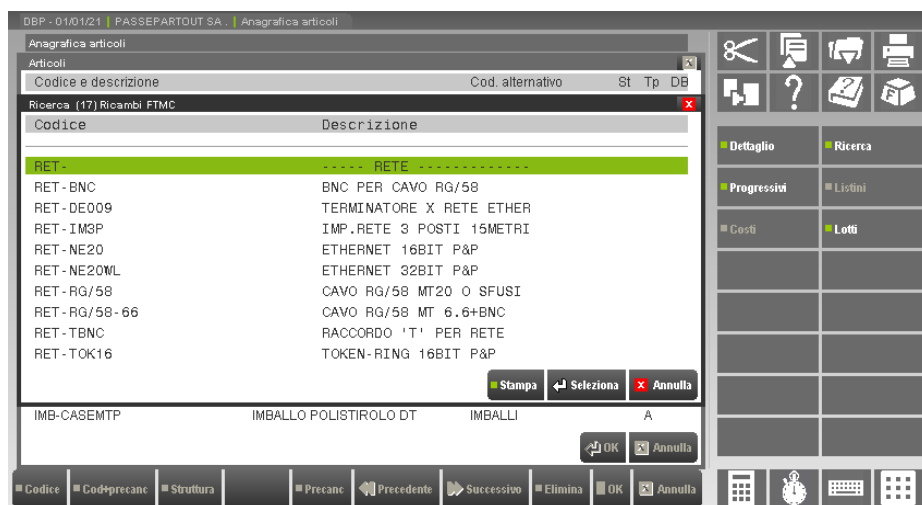 DBP - 01/01/21 | PASSEPARTOUT SA . | Anagrafica articoli
Anagrafica articoli
Articoli
Codice e descrizione Cod. alternativo St Tp DB
Ricerca (17) Ricambi FTMC
Codice Descrizione
RET- ----- RETE -------------
RET-BNC BNC PER CAVO RG/58
RET-DE009 TERMINATORE X RETE ETHER
RET-IM3P IMP.RETE 3 POSTI 15METRI
RET-NE20 ETHERNET 16BIT P&P
RET-NE20WL ETHERNET 32BIT P&P
RET-RG/58 CAVO RG/58 MT20 O SFUSI
RET-RG/58-66 CAVO RG/58 MT 6.6+BNC
RET-TBNC RACCORDO 'T' PER RETE
RET-TOK16 TOKEN-RING 16BIT P&P
Stampa Seleziona Annulla
IMB-CASEMTP IMBALLO POLISTIROLO DT IMBALLI A
OK Annulla
Dettaglio Ricerca
Progressivi Listini
Costi Lotti
Codice Cod+precanc Struttura Precanc Precedente Successivo Elimina OK Annulla